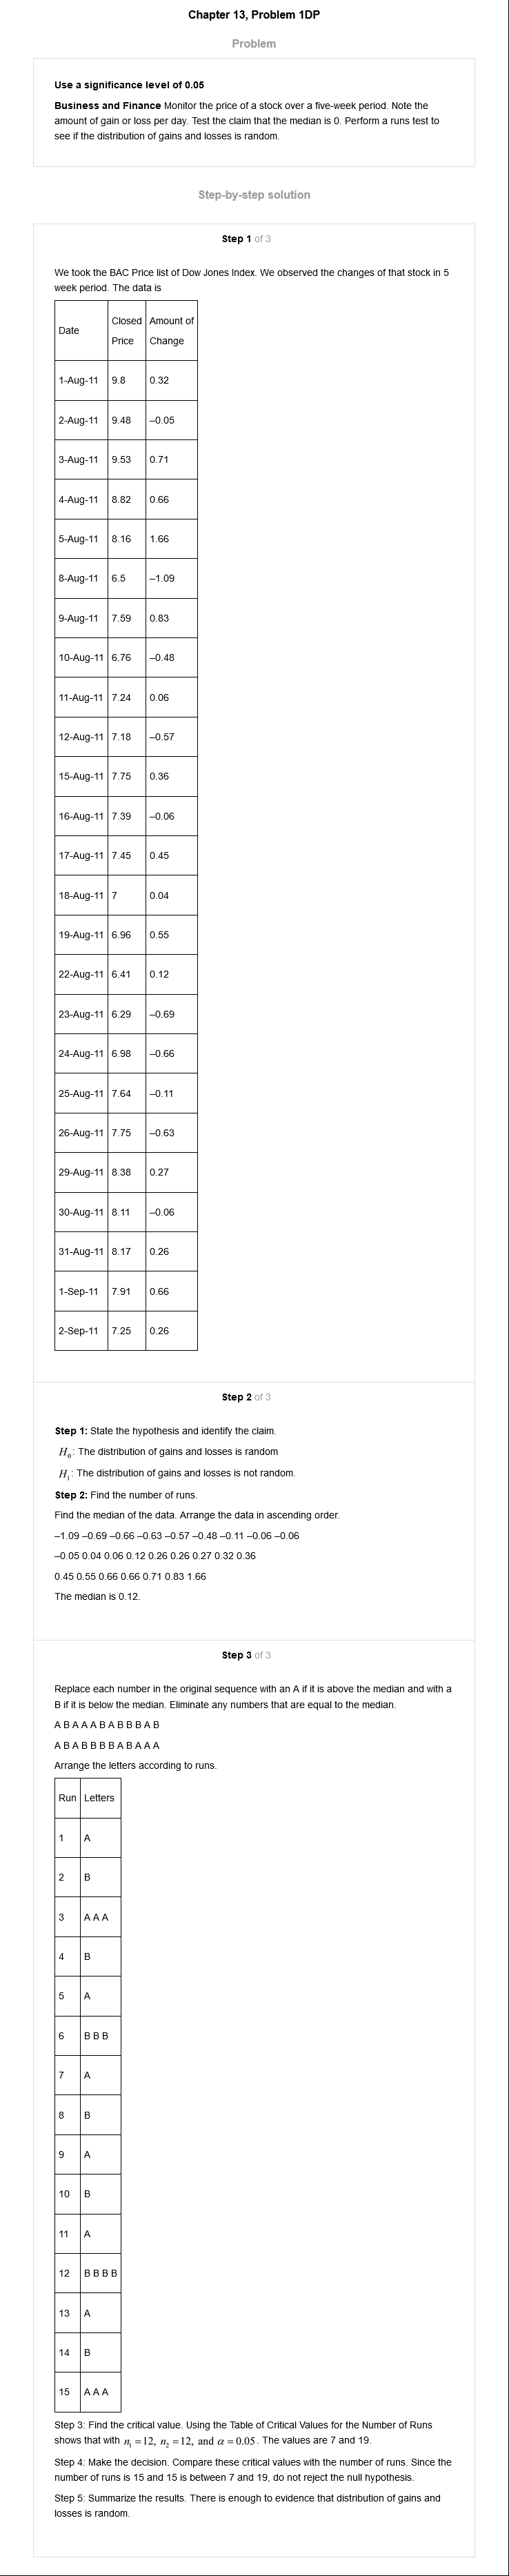 Chapter 13, Problem 1DP
Problem
Use a significance level of 0.05
Business and Finance Monitor the price of a stock over a five-week period. Note the
amount of gain or loss per day. Test the claim that the median is 0. Perform a runs test to
see if the distribution of gains and losses is random.
Step-by-step solution
Step 1 of 3
We took the BAC Price list of Dow Jones Index. We observed the changes of that stock in 5
week period. The data is
Date Closed Price Amount of Change
1-Aug-11 9.8 0.32
2-Aug-11 9.48 –0.05
3-Aug-11 9.53 0.71
4-Aug-11 8.82 0.66
5-Aug-11 8.16 1.66
8-Aug-11 6.5 –1.09
9-Aug-11 7.59 0.83
10-Aug-11 6.76 –0.48
11-Aug-11 7.24 0.06
12-Aug-11 7.18 –0.57
15-Aug-11 7.75 0.36
16-Aug-11 7.39 –0.06
17-Aug-11 7.45 0.45
18-Aug-11 7 0.04
19-Aug-11 6.96 0.55
22-Aug-11 6.41 0.12
23-Aug-11 6.29 –0.69
24-Aug-11 6.98 –0.66
25-Aug-11 7.64 –0.11
26-Aug-11 7.75 –0.63
29-Aug-11 8.38 0.27
30-Aug-11 8.11 –0.06
31-Aug-11 8.17 0.26
1-Sep-11 7.91 0.66
2-Sep-11 7.25 0.26
Step 2 of 3
Step 1: State the hypothesis and identify the claim.
H₀: The distribution of gains and losses is random
H₁: The distribution of gains and losses is not random.
Step 2: Find the number of runs.
Find the median of the data. Arrange the data in ascending order.
–1.09 –0.69 –0.66 –0.63 –0.57 –0.48 –0.11 –0.06 –0.06
–0.05 0.04 0.06 0.12 0.26 0.26 0.27 0.32 0.36
0.45 0.55 0.66 0.66 0.71 0.83 1.66
The median is 0.12.
Step 3 of 3
Replace each number in the original sequence with an A if it is above the median and with a
B if it is below the median. Eliminate any numbers that are equal to the median.
A B A A A B A B B B A B
A B A B B B B A B A A A
Arrange the letters according to runs.
Run Letters
1 A
2 B
3 A A A
4 B
5 A
6 B B B
7 A
8 B
9 A
10 B
11 A
12 B B B B
13 A
14 B
15 A A A
Step 3: Find the critical value. Using the Table of Critical Values for the Number of Runs
shows that with n₁ = 12, n₂ = 12, and α = 0.05. The values are 7 and 19.
Step 4: Make the decision. Compare these critical values with the number of runs. Since the
number of runs is 15 and 15 is between 7 and 19, do not reject the null hypothesis.
Step 5: Summarize the results. There is enough to evidence that distribution of gains and
losses is random.